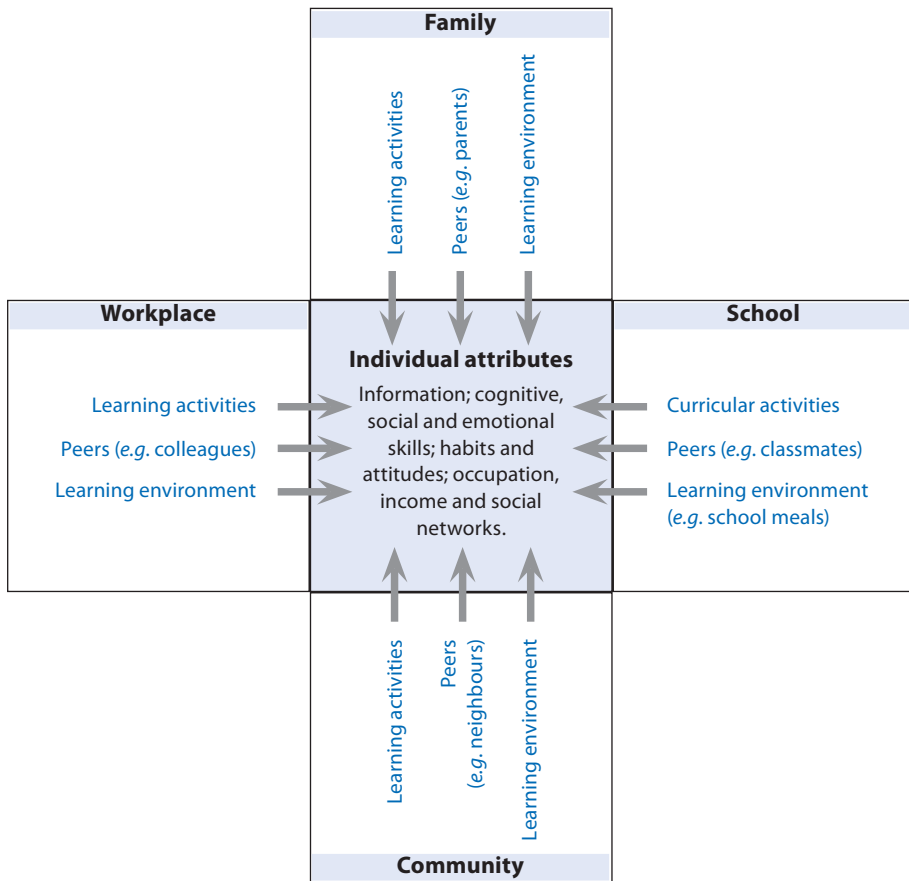 Family
Learning activities
Peers (e.g. parents)
Learning environment
Workplace
Learning activities
Peers (e.g. colleagues)
Learning environment
Individual attributes
Information; cognitive,
social and emotional
skills; habits and
attitudes; occupation,
income and social
networks.
School
Curricular activities
Peers (e.g. classmates)
Learning environment
(e.g. school meals)
Learning activities
Peers
(e.g. neighbours)
Learning environment
Community